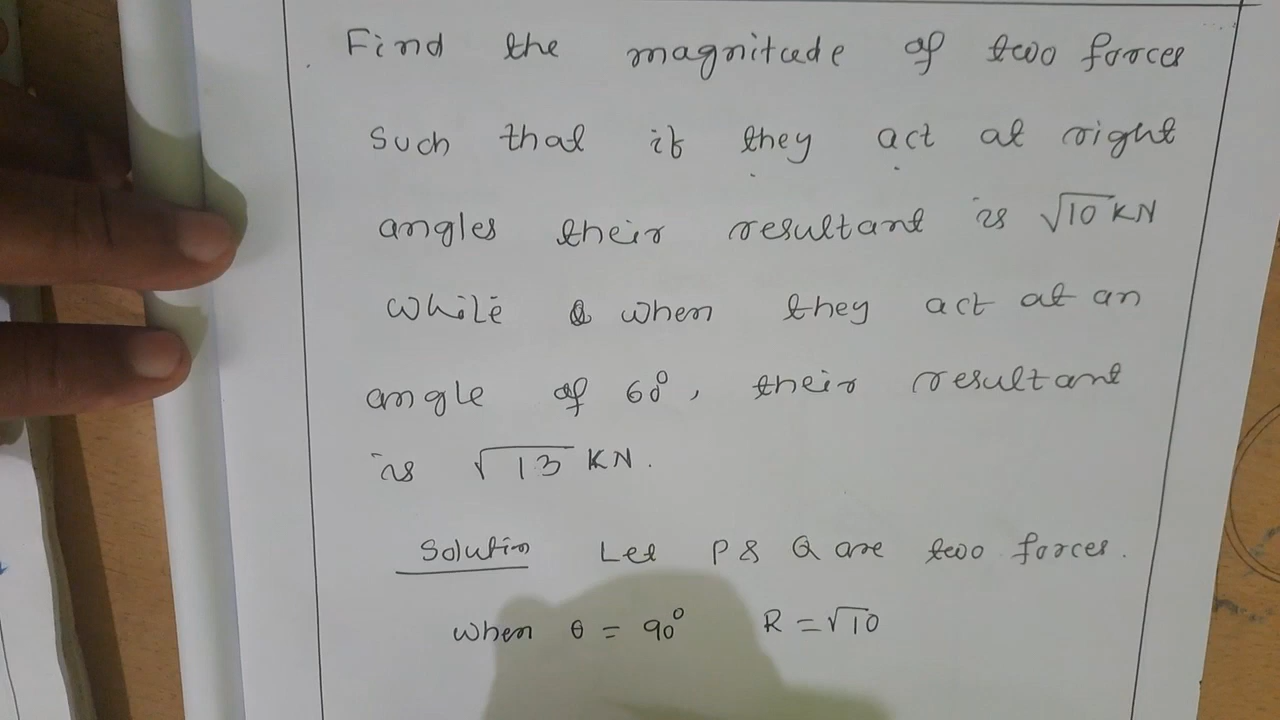 Find the magnitude of two forces
such that if they act at right
angles their resultant is √10 KN
while & when they act at an
angle of 60°, their resultant
is √13 KN.
Solution Let P & Q are two forces.
when θ = 90° R = √10